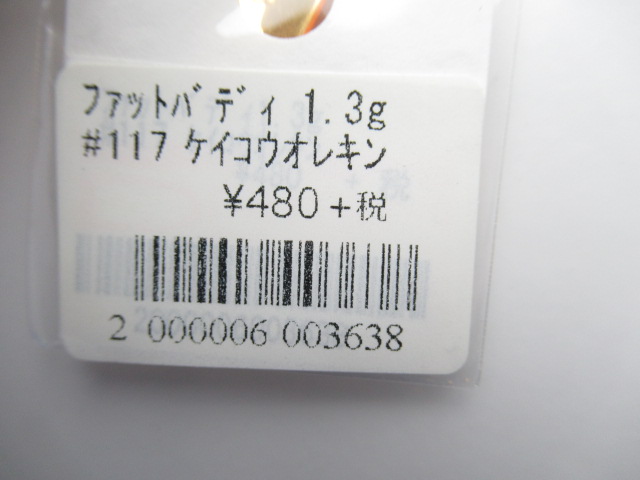 ﾌｧｯﾄﾊﾞﾃﾞｨ 1.3g
#117 ｹｲｺｳｵﾚｷﾝ
¥480+税
2 000006 003638